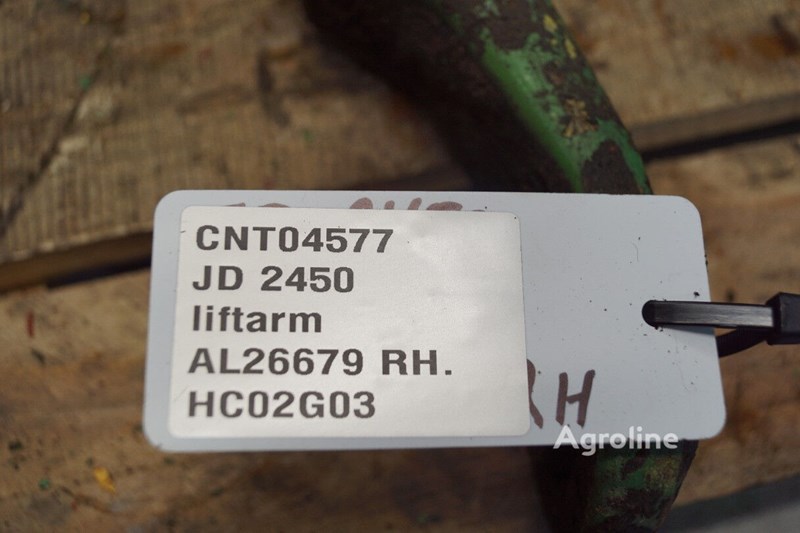 CNT04577
JD 2450
liftarm
AL26679 RH.
HC02G03
RH
Agroline